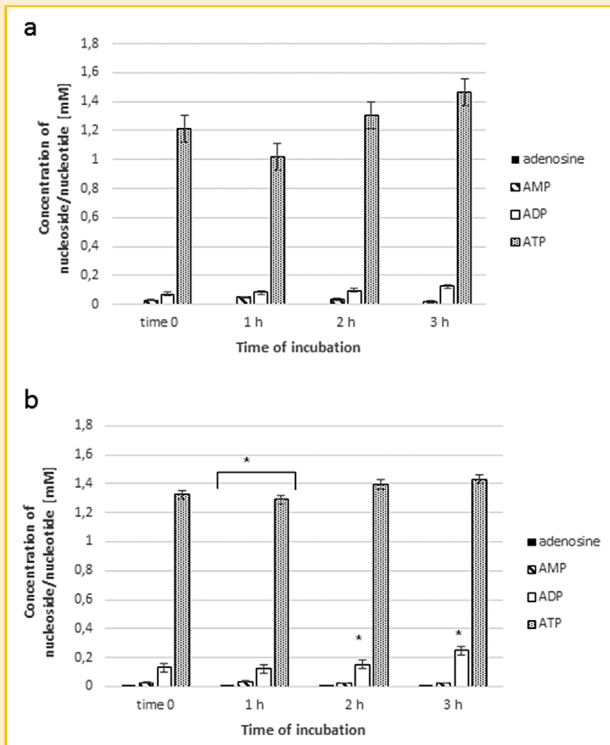 a
Concentration of
nucleoside/nucleotide [mM]
1,8
1,6
1,4
1,2
1
0,8
0,6
0,4
0,2
0
time 0 1 h 2 h 3 h
Time of incubation
adenosine
AMP
ADP
ATP
b
Concentration of
nucleoside/nucleotide [mM]
1,8
1,6
1,4
1,2
1
0,8
0,6
0,4
0,2
0
*
*
*
time 0 1 h 2 h 3 h
Time of incubation
adenosine
AMP
ADP
ATP